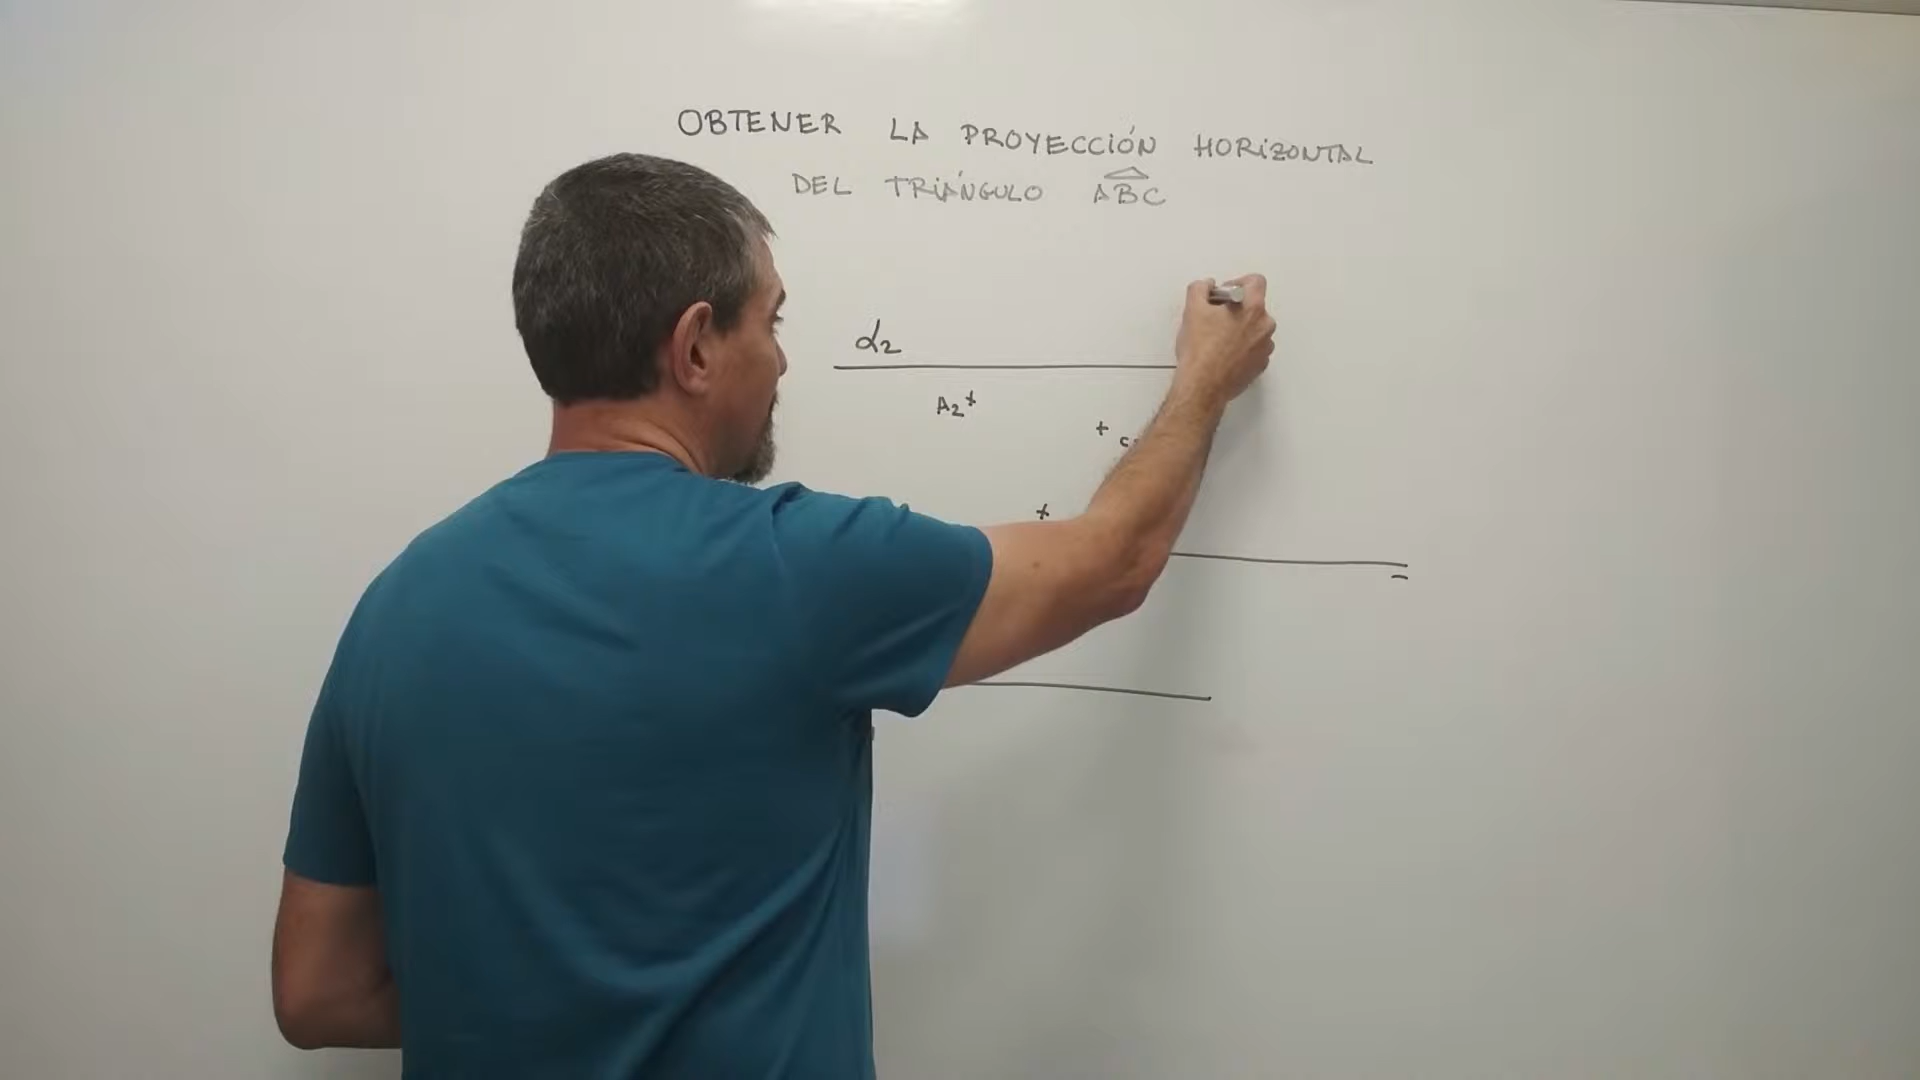 OBTENER LA PROYECCIÓN HORIZONTAL
DEL TRIÁNGULO ABC
α2
A2